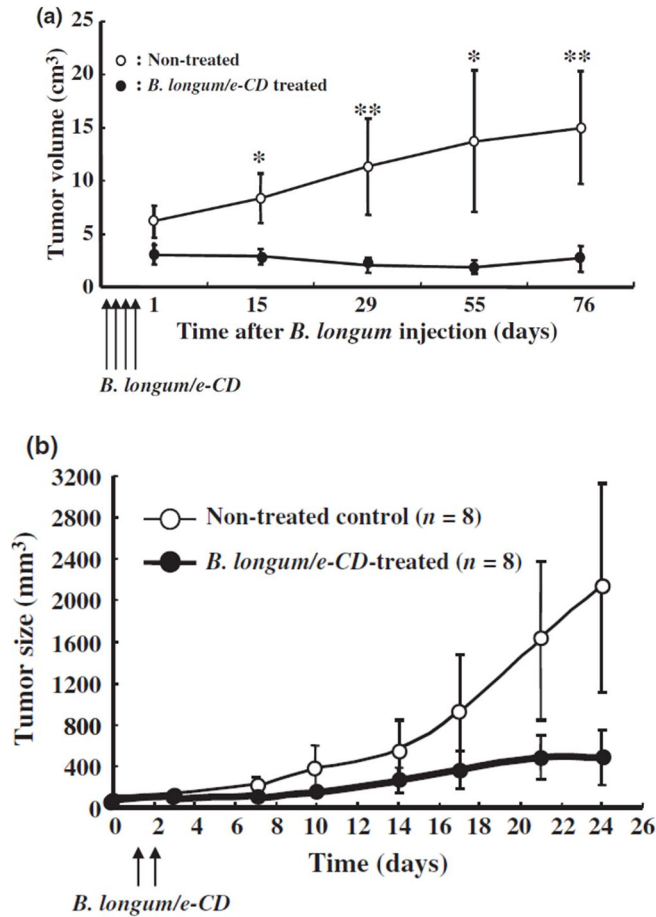 (a)
Tumor volume (cm³)
25
20
15
10
5
0
○ : Non-treated
● : B. longum/e-CD treated
*
**
*
**
1 15 29 55 76
Time after B. longum injection (days)
B. longum/e-CD
(b)
Tumor size (mm³)
3200
2800
2400
2000
1600
1200
800
400
0
Non-treated control (n = 8)
B. longum/e-CD-treated (n = 8)
0 2 4 6 8 10 12 14 16 18 20 22 24 26
Time (days)
B. longum/e-CD